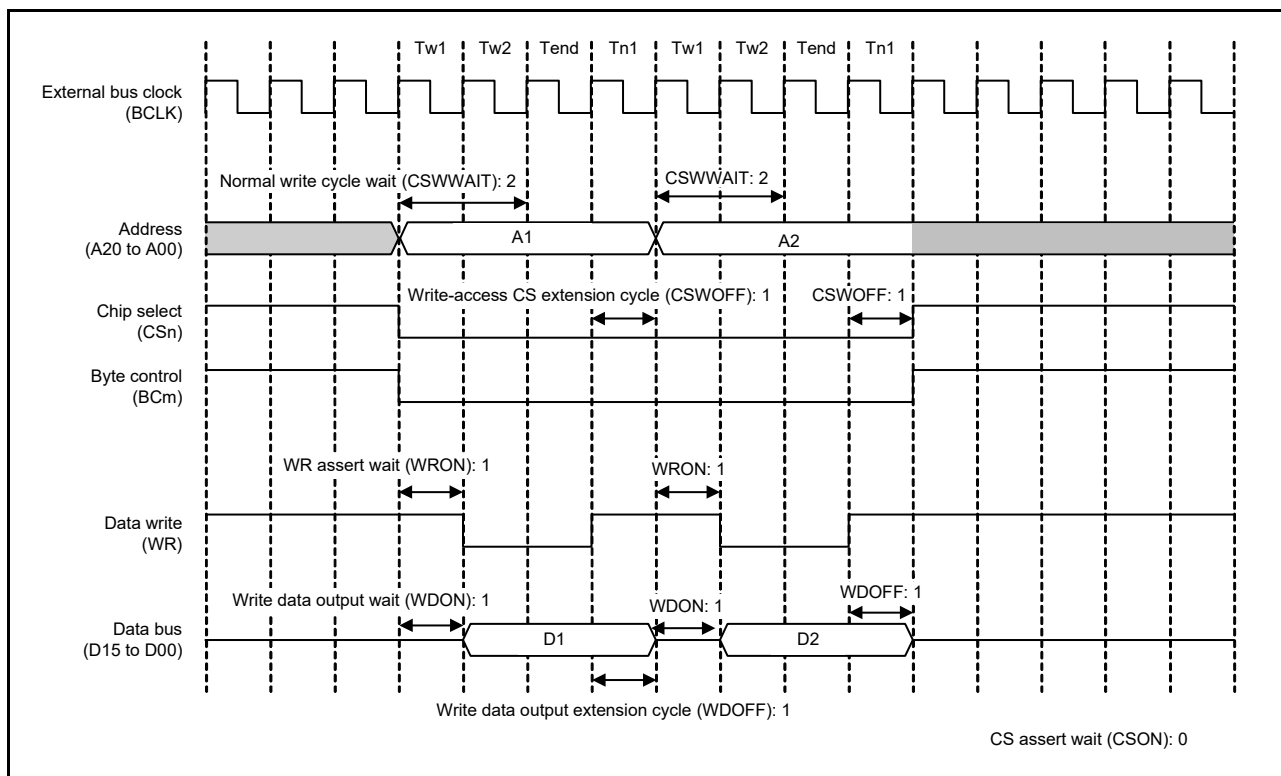 Tw1 Tw2 Tend Tn1 Tw1 Tw2 Tend Tn1
External bus clock
(BCLK)
Normal write cycle wait (CSWWAIT): 2
CSWWAIT: 2
Address
(A20 to A00)
A1
A2
Write-access CS extension cycle (CSWOFF): 1
CSWOFF: 1
Chip select
(CSn)
Byte control
(BCm)
WR assert wait (WRON): 1
WRON: 1
Data write
(WR)
Write data output wait (WDON): 1
WDON: 1
WDOFF: 1
Data bus
(D15 to D00)
D1
D2
Write data output extension cycle (WDOFF): 1
CS assert wait (CSON): 0